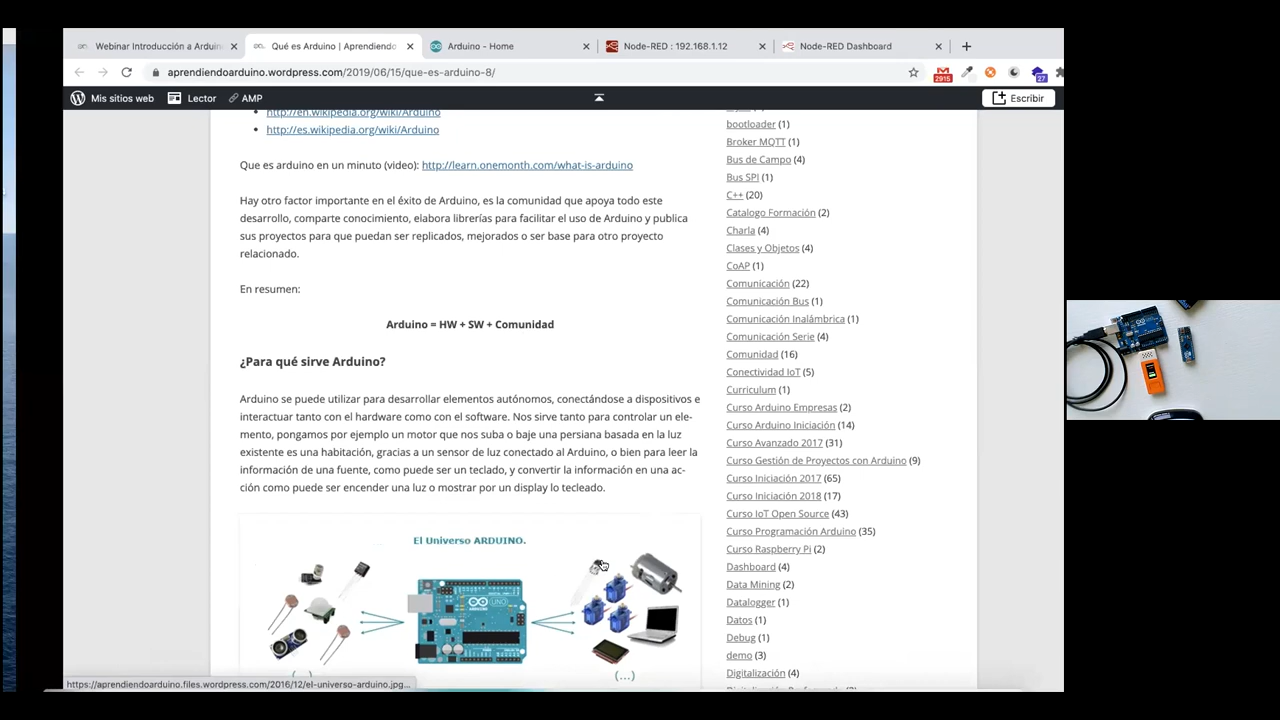 Webinar Introducción a Arduin
Qué es Arduino | Aprendiendo
Arduino - Home
Node-RED : 192.168.1.12
Node-RED Dashboard
aprendiendoarduino.wordpress.com/2019/06/15/que-es-arduino-8/
2915
27
Mis sitios web
Lector
AMP
Escribir
http://en.wikipedia.org/wiki/Arduino
http://es.wikipedia.org/wiki/Arduino
Que es arduino en un minuto (video): http://learn.onemonth.com/what-is-arduino
Hay otro factor importante en el éxito de Arduino, es la comunidad que apoya todo este
desarrollo, comparte conocimiento, elabora librerías para facilitar el uso de Arduino y publica
sus proyectos para que puedan ser replicados, mejorados o ser base para otro proyecto
relacionado.
En resumen:
Arduino = HW + SW + Comunidad
¿Para qué sirve Arduino?
Arduino se puede utilizar para desarrollar elementos autónomos, conectándose a dispositivos e
interactuar tanto con el hardware como con el software. Nos sirve tanto para controlar un ele-
mento, pongamos por ejemplo un motor que nos suba o baje una persiana basada en la luz
existente es una habitación, gracias a un sensor de luz conectado al Arduino, o bien para leer la
información de una fuente, como puede ser un teclado, y convertir la información en una ac-
ción como puede ser encender una luz o mostrar por un display lo tecleado.
El Universo ARDUINO.
UNO
(...)
(...)
https://aprendiendoarduino.files.wordpress.com/2016/12/el-universo-arduino.jpg...
bootloader (1)
Broker MQTT (1)
Bus de Campo (4)
Bus SPI (1)
C++ (20)
Catalogo Formación (2)
Charla (4)
Clases y Objetos (4)
CoAP (1)
Comunicación (22)
Comunicación Bus (1)
Comunicación Inalámbrica (1)
Comunicación Serie (4)
Comunidad (16)
Conectividad IoT (5)
Curriculum (1)
Curso Arduino Empresas (2)
Curso Arduino Iniciación (14)
Curso Avanzado 2017 (31)
Curso Gestión de Proyectos con Arduino (9)
Curso Iniciación 2017 (65)
Curso Iniciación 2018 (17)
Curso IoT Open Source (43)
Curso Programación Arduino (35)
Curso Raspberry Pi (2)
Dashboard (4)
Data Mining (2)
Datalogger (1)
Datos (1)
Debug (1)
demo (3)
Digitalización (4)